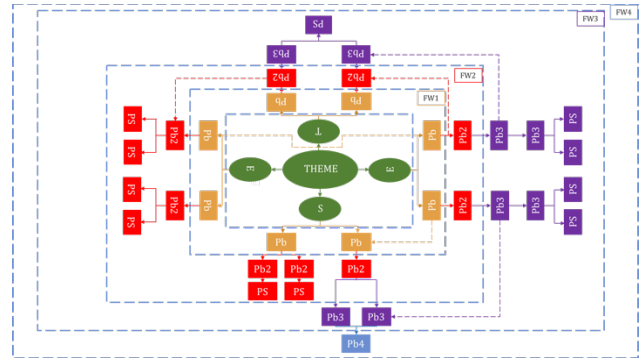 FW4
FW3
PS
Pb3 Pb3
Pb2 Pb2
FW2
Pb Pb
FW1
PS
PS
Pb2
Pb
T
Pb
Pb2
Pb3
Pb3
PS
PS
E
THEME
E
PS
PS
Pb2
Pb
S
Pb
Pb2
Pb3
Pb3
PS
PS
Pb Pb
Pb2 Pb2 Pb2
PS PS
Pb3 Pb3
Pb4